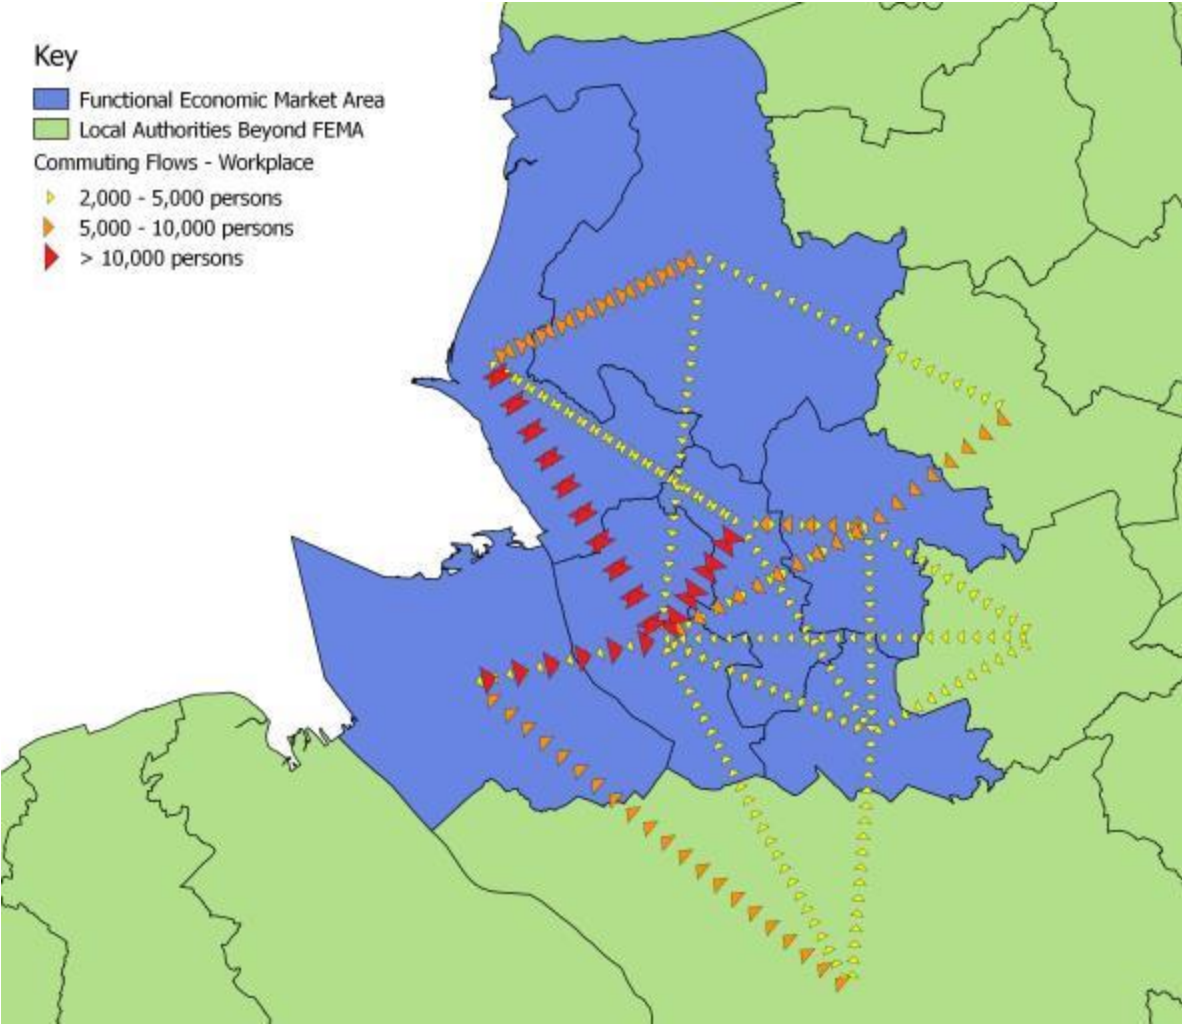 Key
Functional Economic Market Area
Local Authorities Beyond FEMA
Commuting Flows - Workplace
2,000 - 5,000 persons
5,000 - 10,000 persons
> 10,000 persons